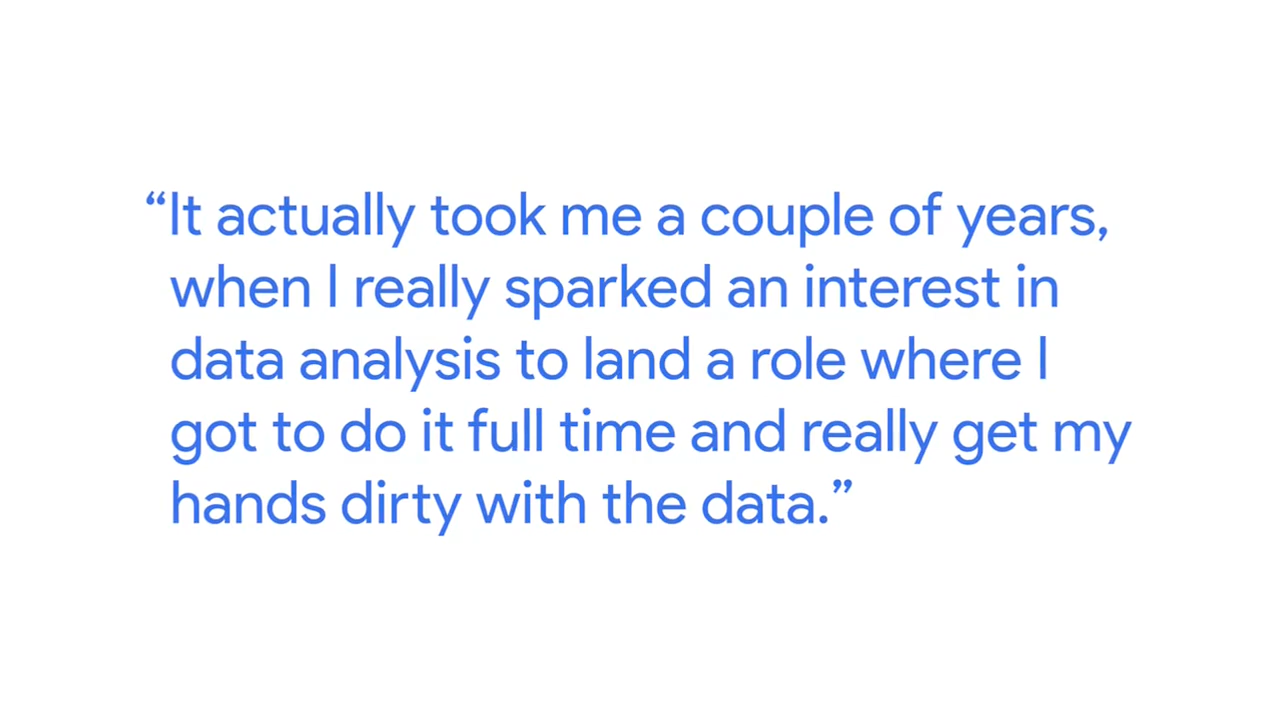 “It actually took me a couple of years,
when I really sparked an interest in
data analysis to land a role where I
got to do it full time and really get my
hands dirty with the data.”